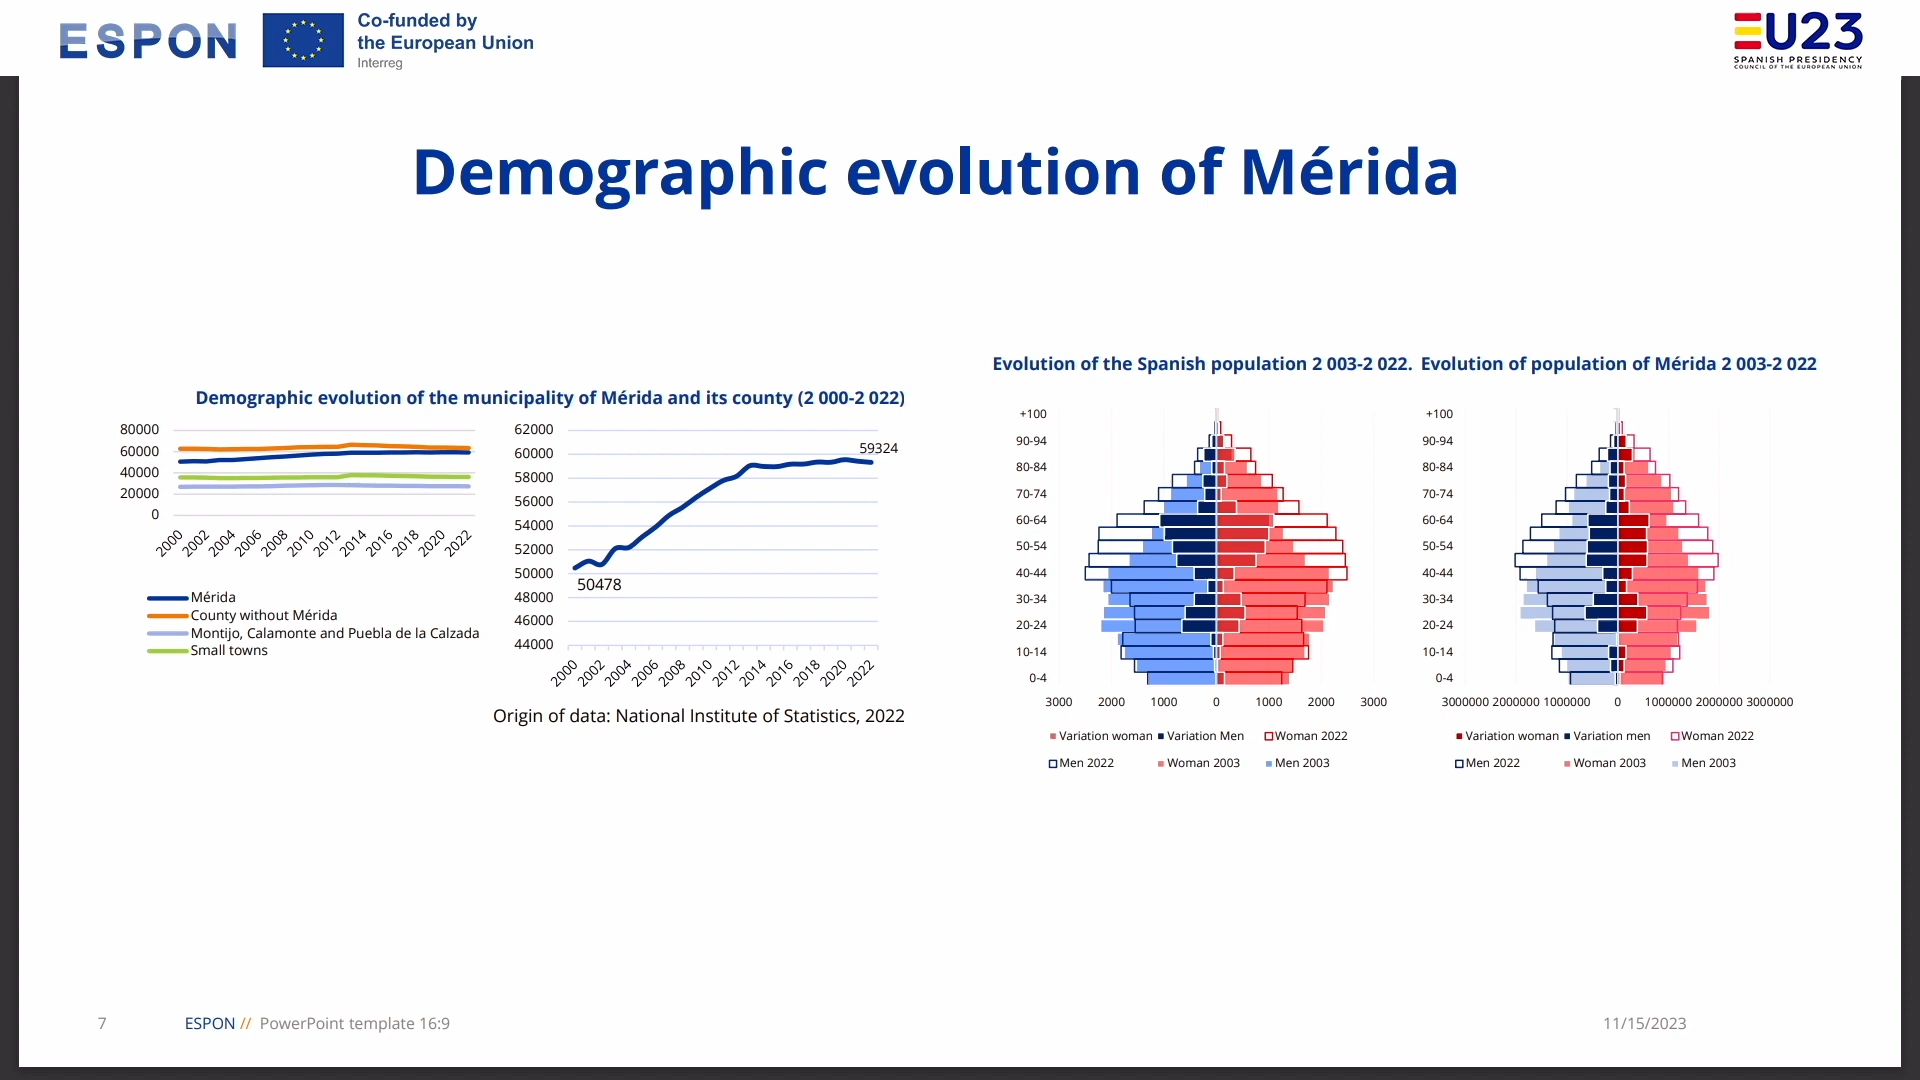 ESPON
Co-funded by
the European Union
Interreg
EU23
SPANISH PRESIDENCY
COUNCIL OF THE EUROPEAN UNION
Demographic evolution of Mérida
Demographic evolution of the municipality of Mérida and its county (2 000-2 022)
80000
60000
40000
20000
0
2000 2002 2004 2006 2008 2010 2012 2014 2016 2018 2020 2022
Mérida
County without Mérida
Montijo, Calamonte and Puebla de la Calzada
Small towns
62000
60000
58000
56000
54000
52000
50000
48000
46000
44000
59324
50478
2000 2002 2004 2006 2008 2010 2012 2014 2016 2018 2020 2022
Origin of data: National Institute of Statistics, 2022
Evolution of the Spanish population 2 003-2 022.
+100
90-94
80-84
70-74
60-64
50-54
40-44
30-34
20-24
10-14
0-4
3000 2000 1000 0 1000 2000 3000
Variation woman Variation Men Woman 2022
Men 2022 Woman 2003 Men 2003
Evolution of population of Mérida 2 003-2 022
+100
90-94
80-84
70-74
60-64
50-54
40-44
30-34
20-24
10-14
0-4
3000000 2000000 1000000 0 1000000 2000000 3000000
Variation woman Variation men Woman 2022
Men 2022 Woman 2003 Men 2003
7
ESPON // PowerPoint template 16:9
11/15/2023